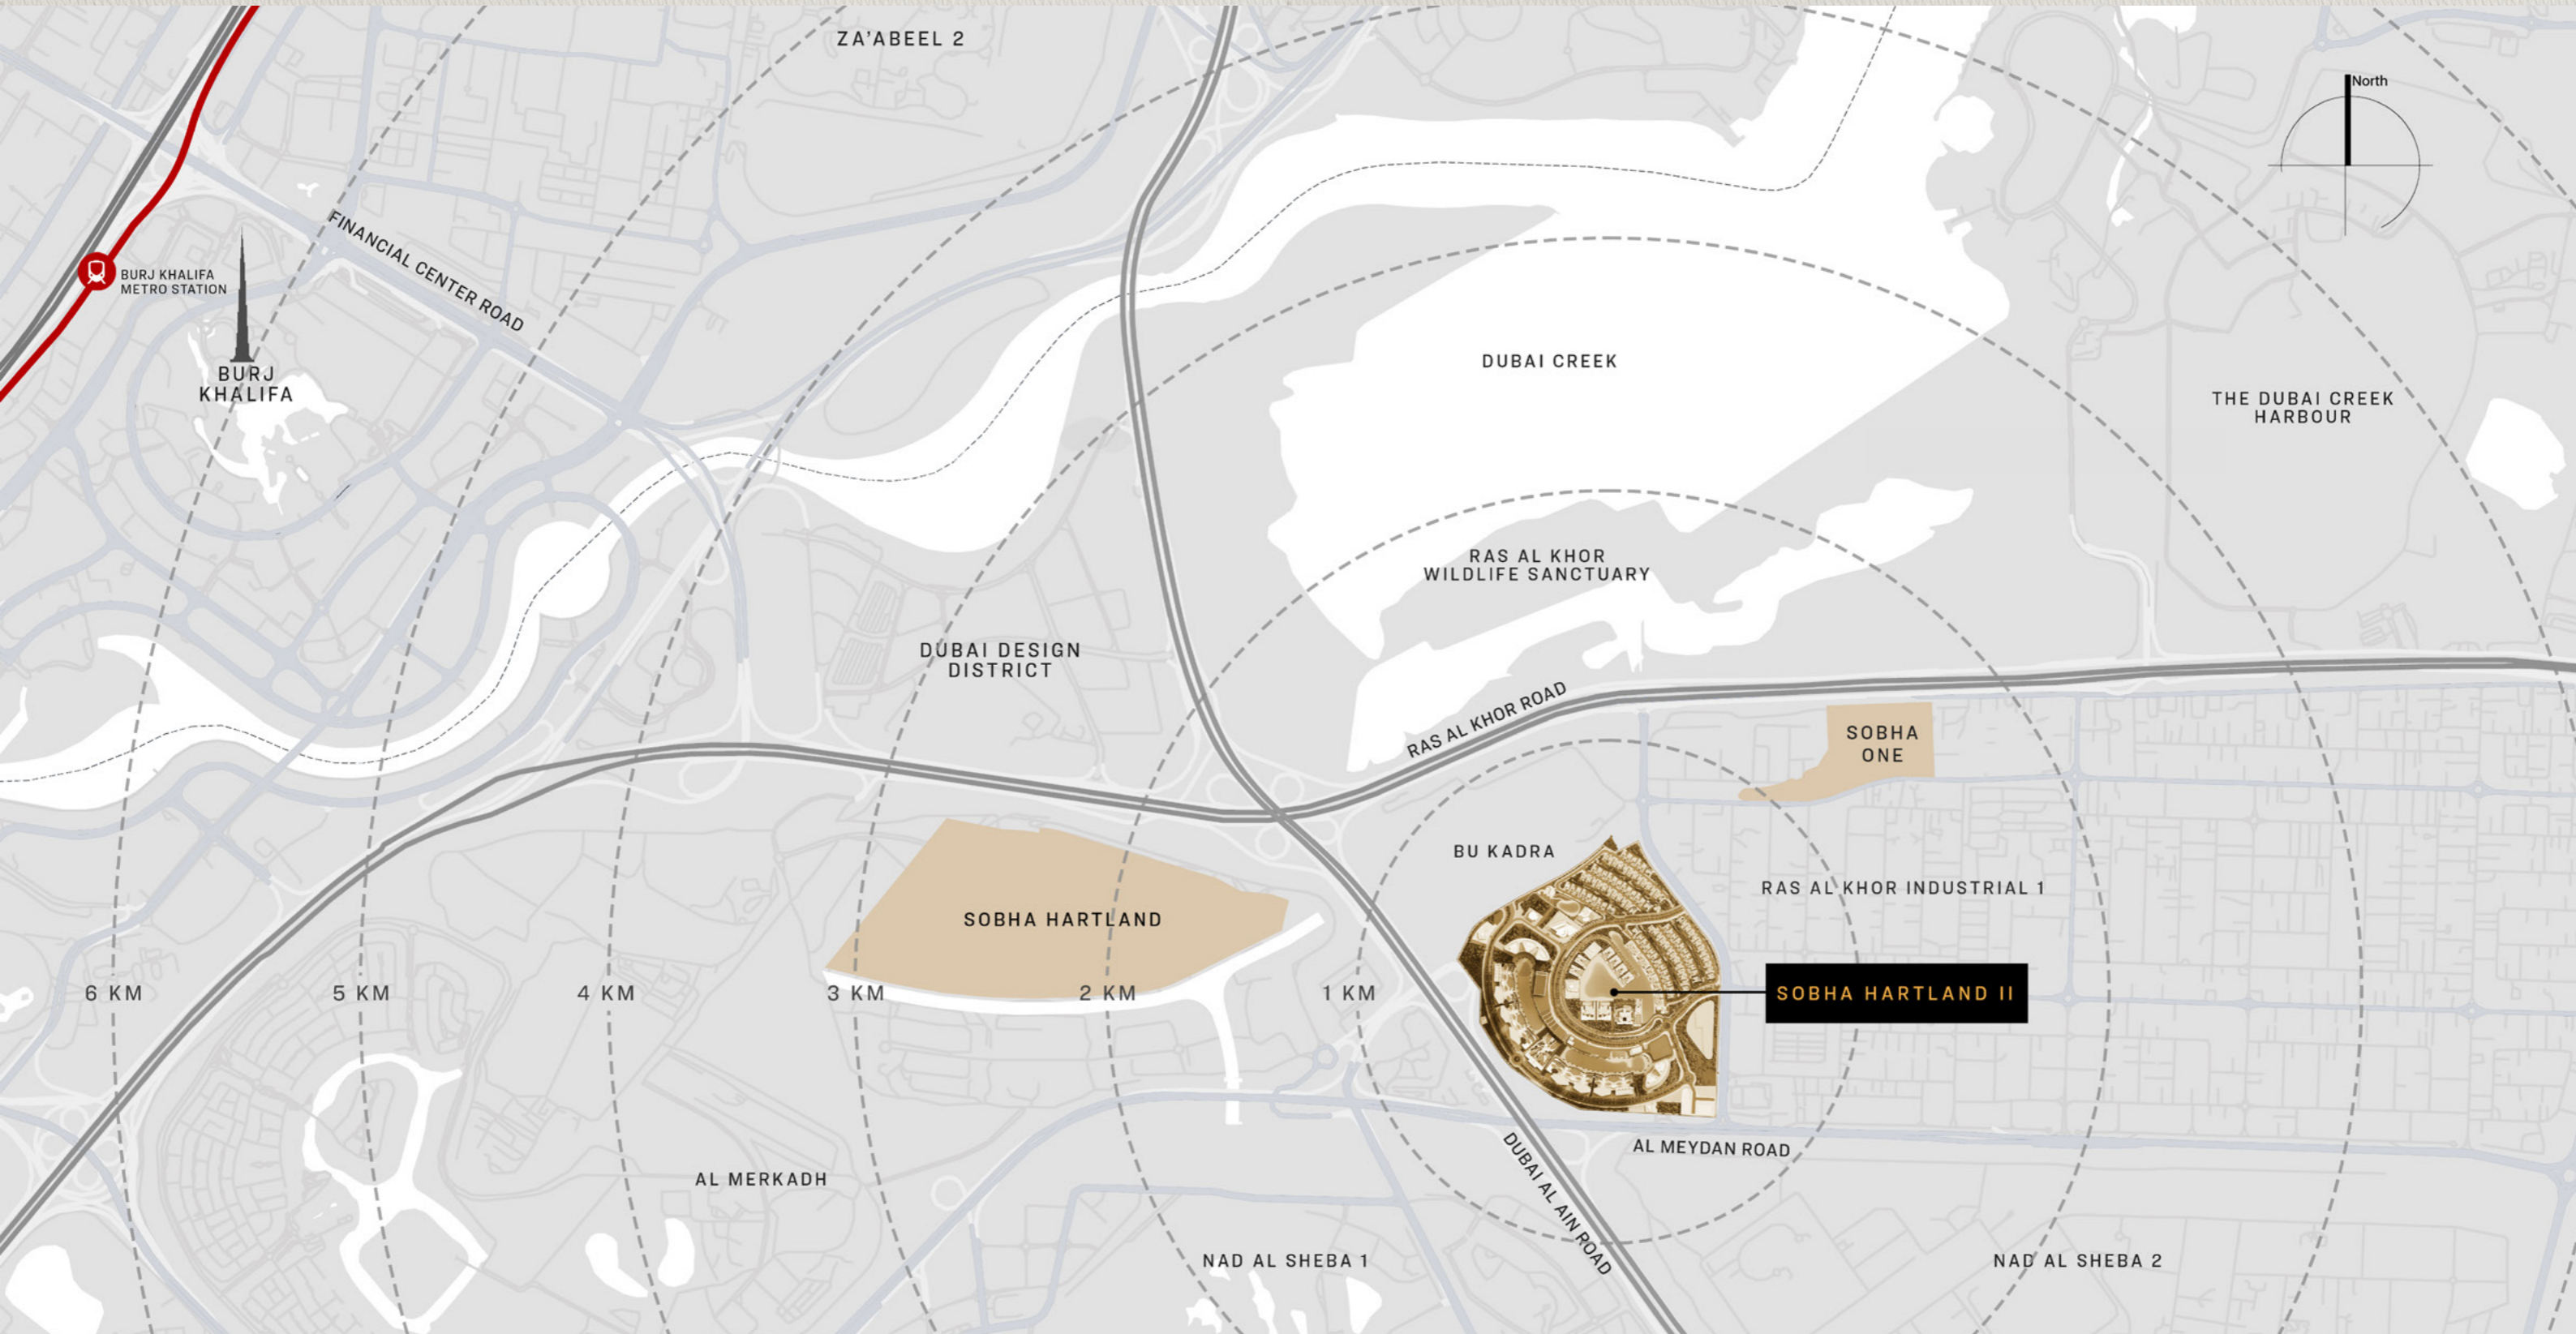 ZA'ABEEL 2
North
FINANCIAL CENTER ROAD
BURJ KHALIFA
METRO STATION
BURJ
KHALIFA
DUBAI CREEK
THE DUBAI CREEK
HARBOUR
RAS AL KHOR
WILDLIFE SANCTUARY
DUBAI DESIGN
DISTRICT
RAS AL KHOR ROAD
SOBHA
ONE
BU KADRA
RAS AL KHOR INDUSTRIAL 1
SOBHA HARTLAND
6 KM
5 KM
4 KM
3 KM
2 KM
1 KM
SOBHA HARTLAND II
AL MEYDAN ROAD
DUBAI AL AIN ROAD
AL MERKADH
NAD AL SHEBA 1
NAD AL SHEBA 2